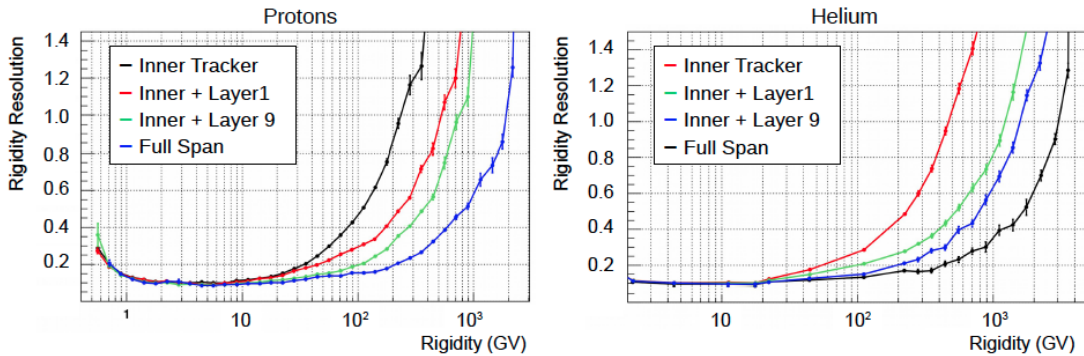 Protons
Rigidity Resolution
1.4
1.2
1.0
0.8
0.6
0.4
0.2
Inner Tracker
Inner + Layer1
Inner + Layer 9
Full Span
1
10
10²
10³
Rigidity (GV)
Helium
Rigidity Resolution
1.4
1.2
1.0
0.8
0.6
0.4
0.2
Inner Tracker
Inner + Layer1
Inner + Layer 9
Full Span
10
10²
10³
Rigidity (GV)